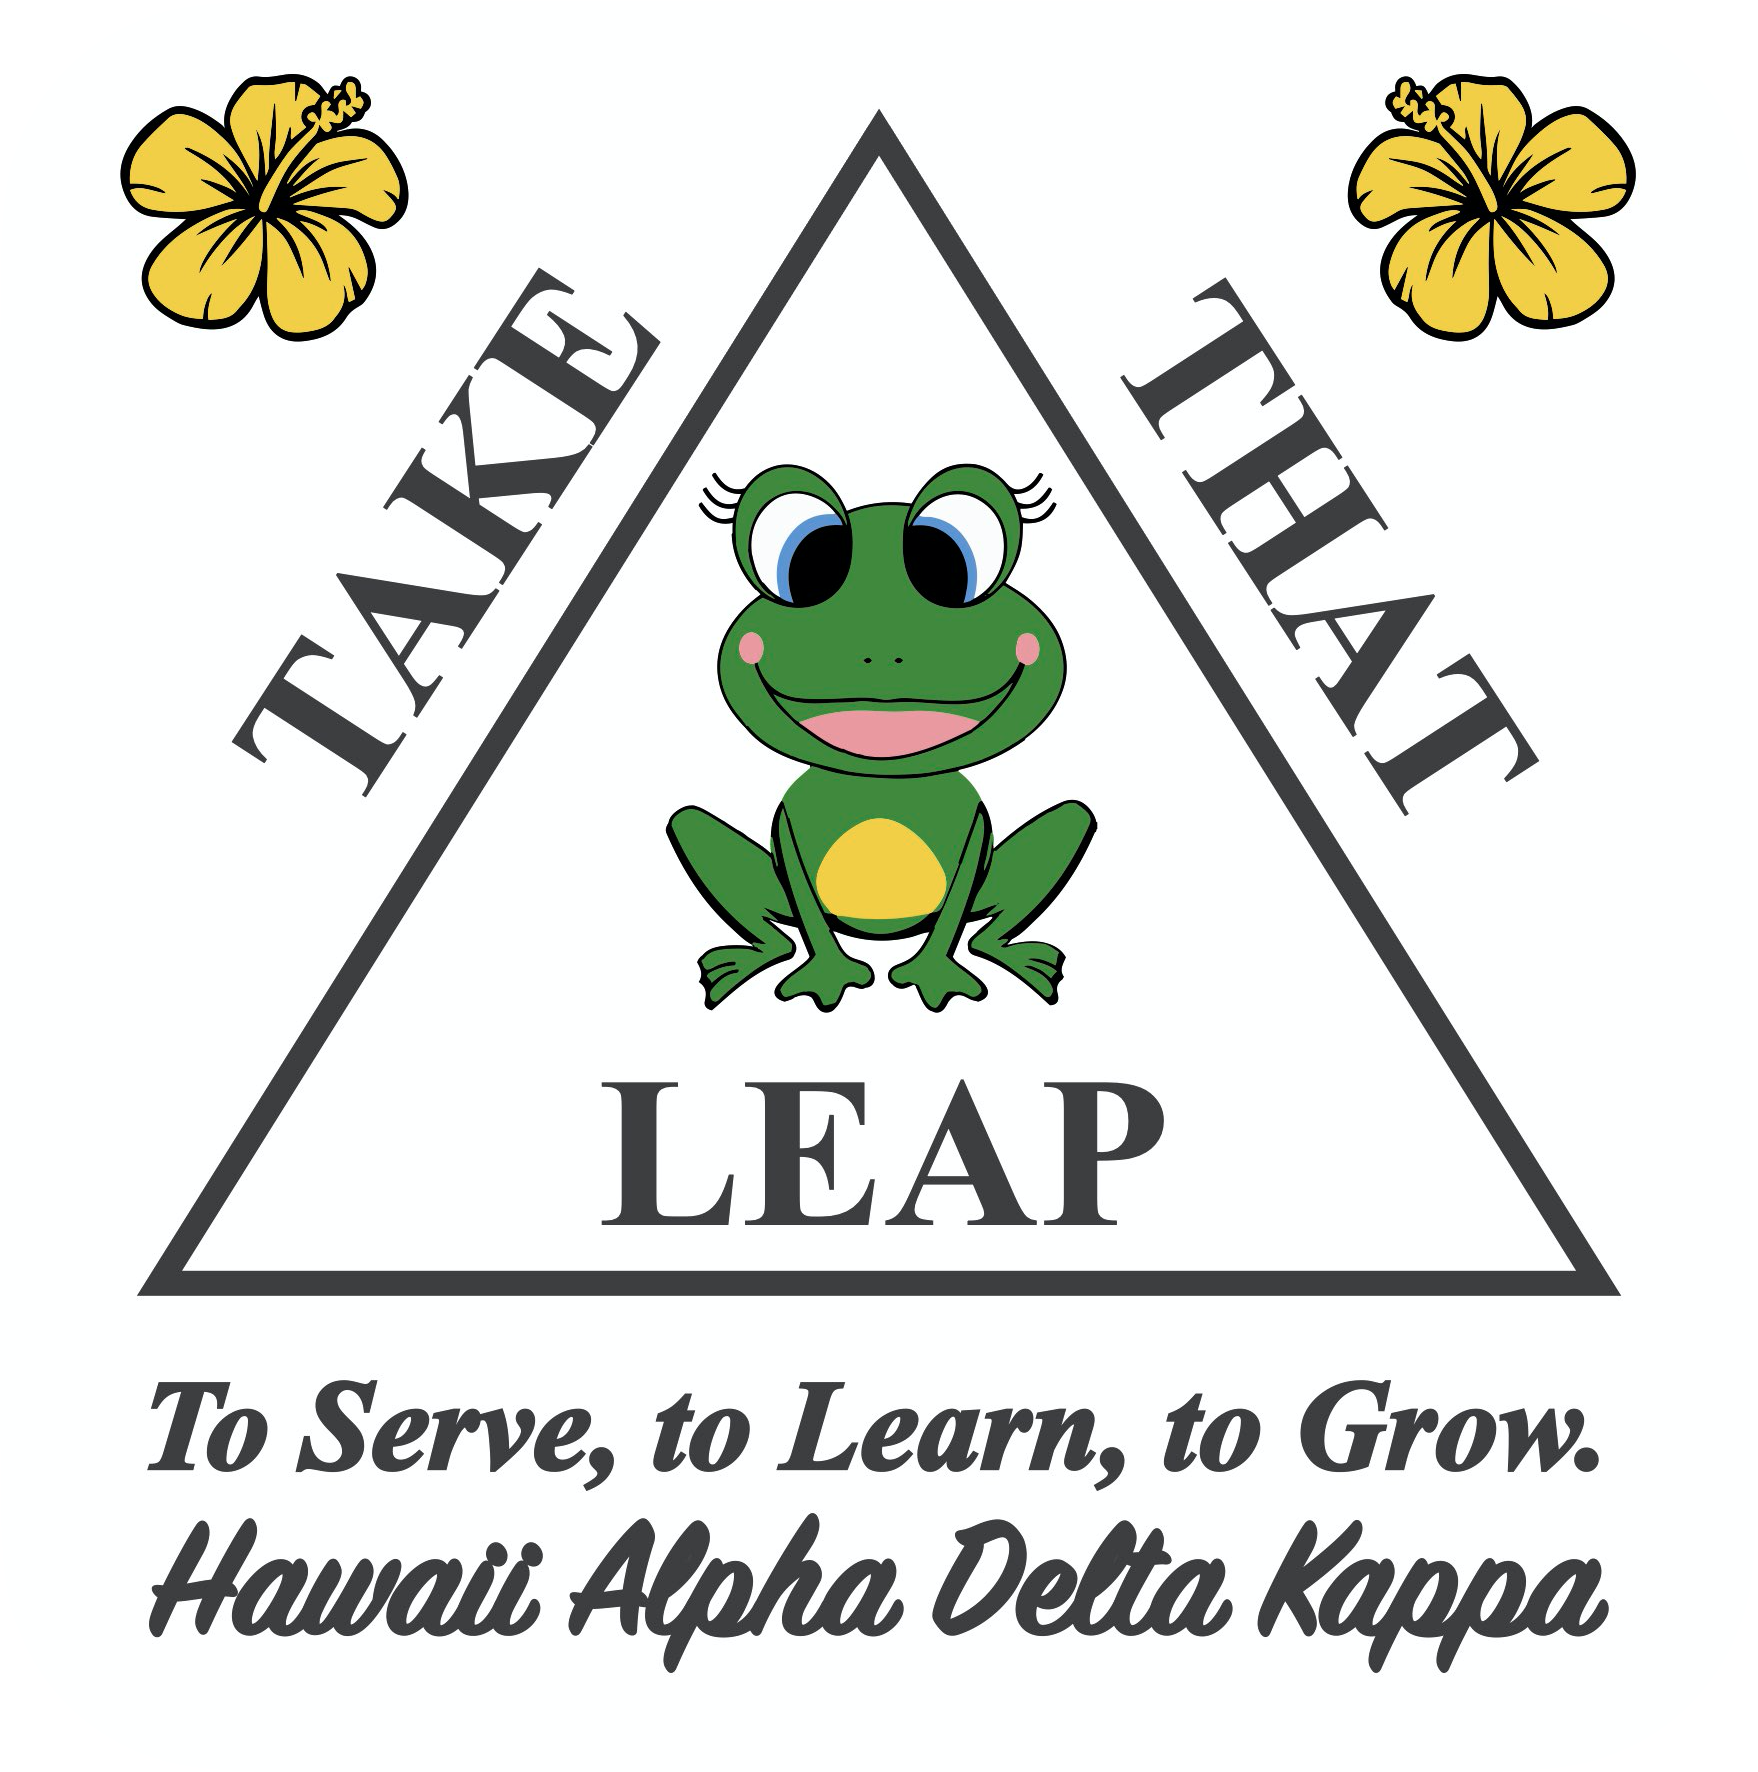 TAKE
THAT
LEAP
To Serve, to Learn, to Grow.
Hawaii Alpha Delta Kappa